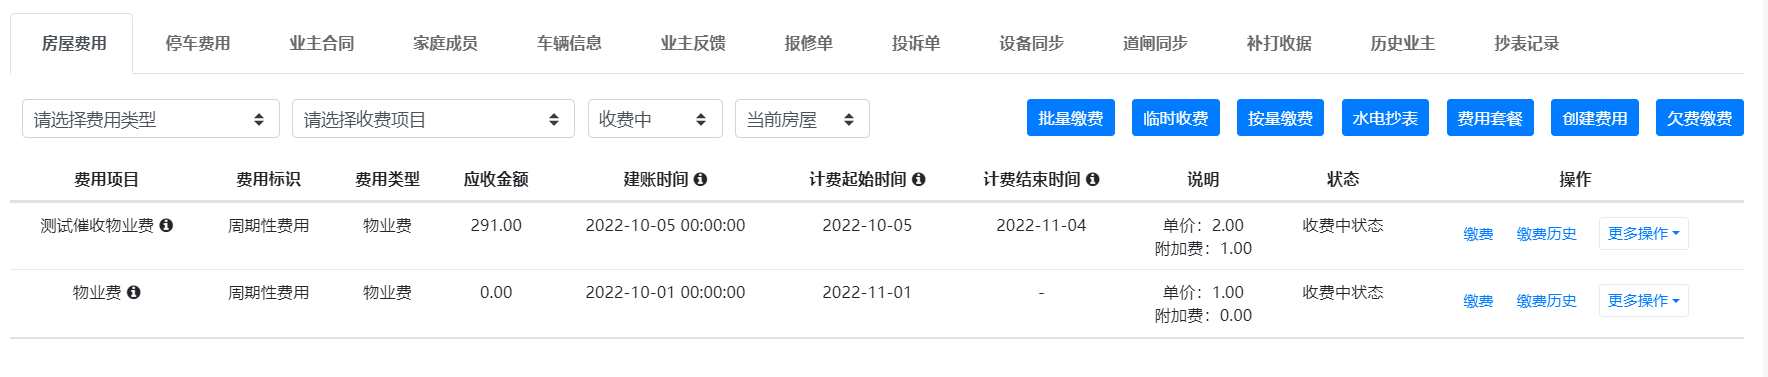 房屋费用 停车费用 业主合同 家庭成员 车辆信息 业主反馈 报修单 投诉单 设备同步 道闸同步 补打收据 历史业主 抄表记录
请选择费用类型 请选择收费项目 收费中 当前房屋 批量缴费 临时收费 按量缴费 水电抄表 费用套餐 创建费用 欠费缴费
费用项目 费用标识 费用类型 应收金额 建账时间 计费起始时间 计费结束时间 说明 状态 操作
测试催收物业费 周期性费用 物业费 291.00 2022-10-05 00:00:00 2022-10-05 2022-11-04 单价：2.00 收费中状态 缴费 缴费历史 更多操作
附加费：1.00
物业费 周期性费用 物业费 0.00 2022-10-01 00:00:00 2022-11-01 - 单价：1.00 收费中状态 缴费 缴费历史 更多操作
附加费：0.00